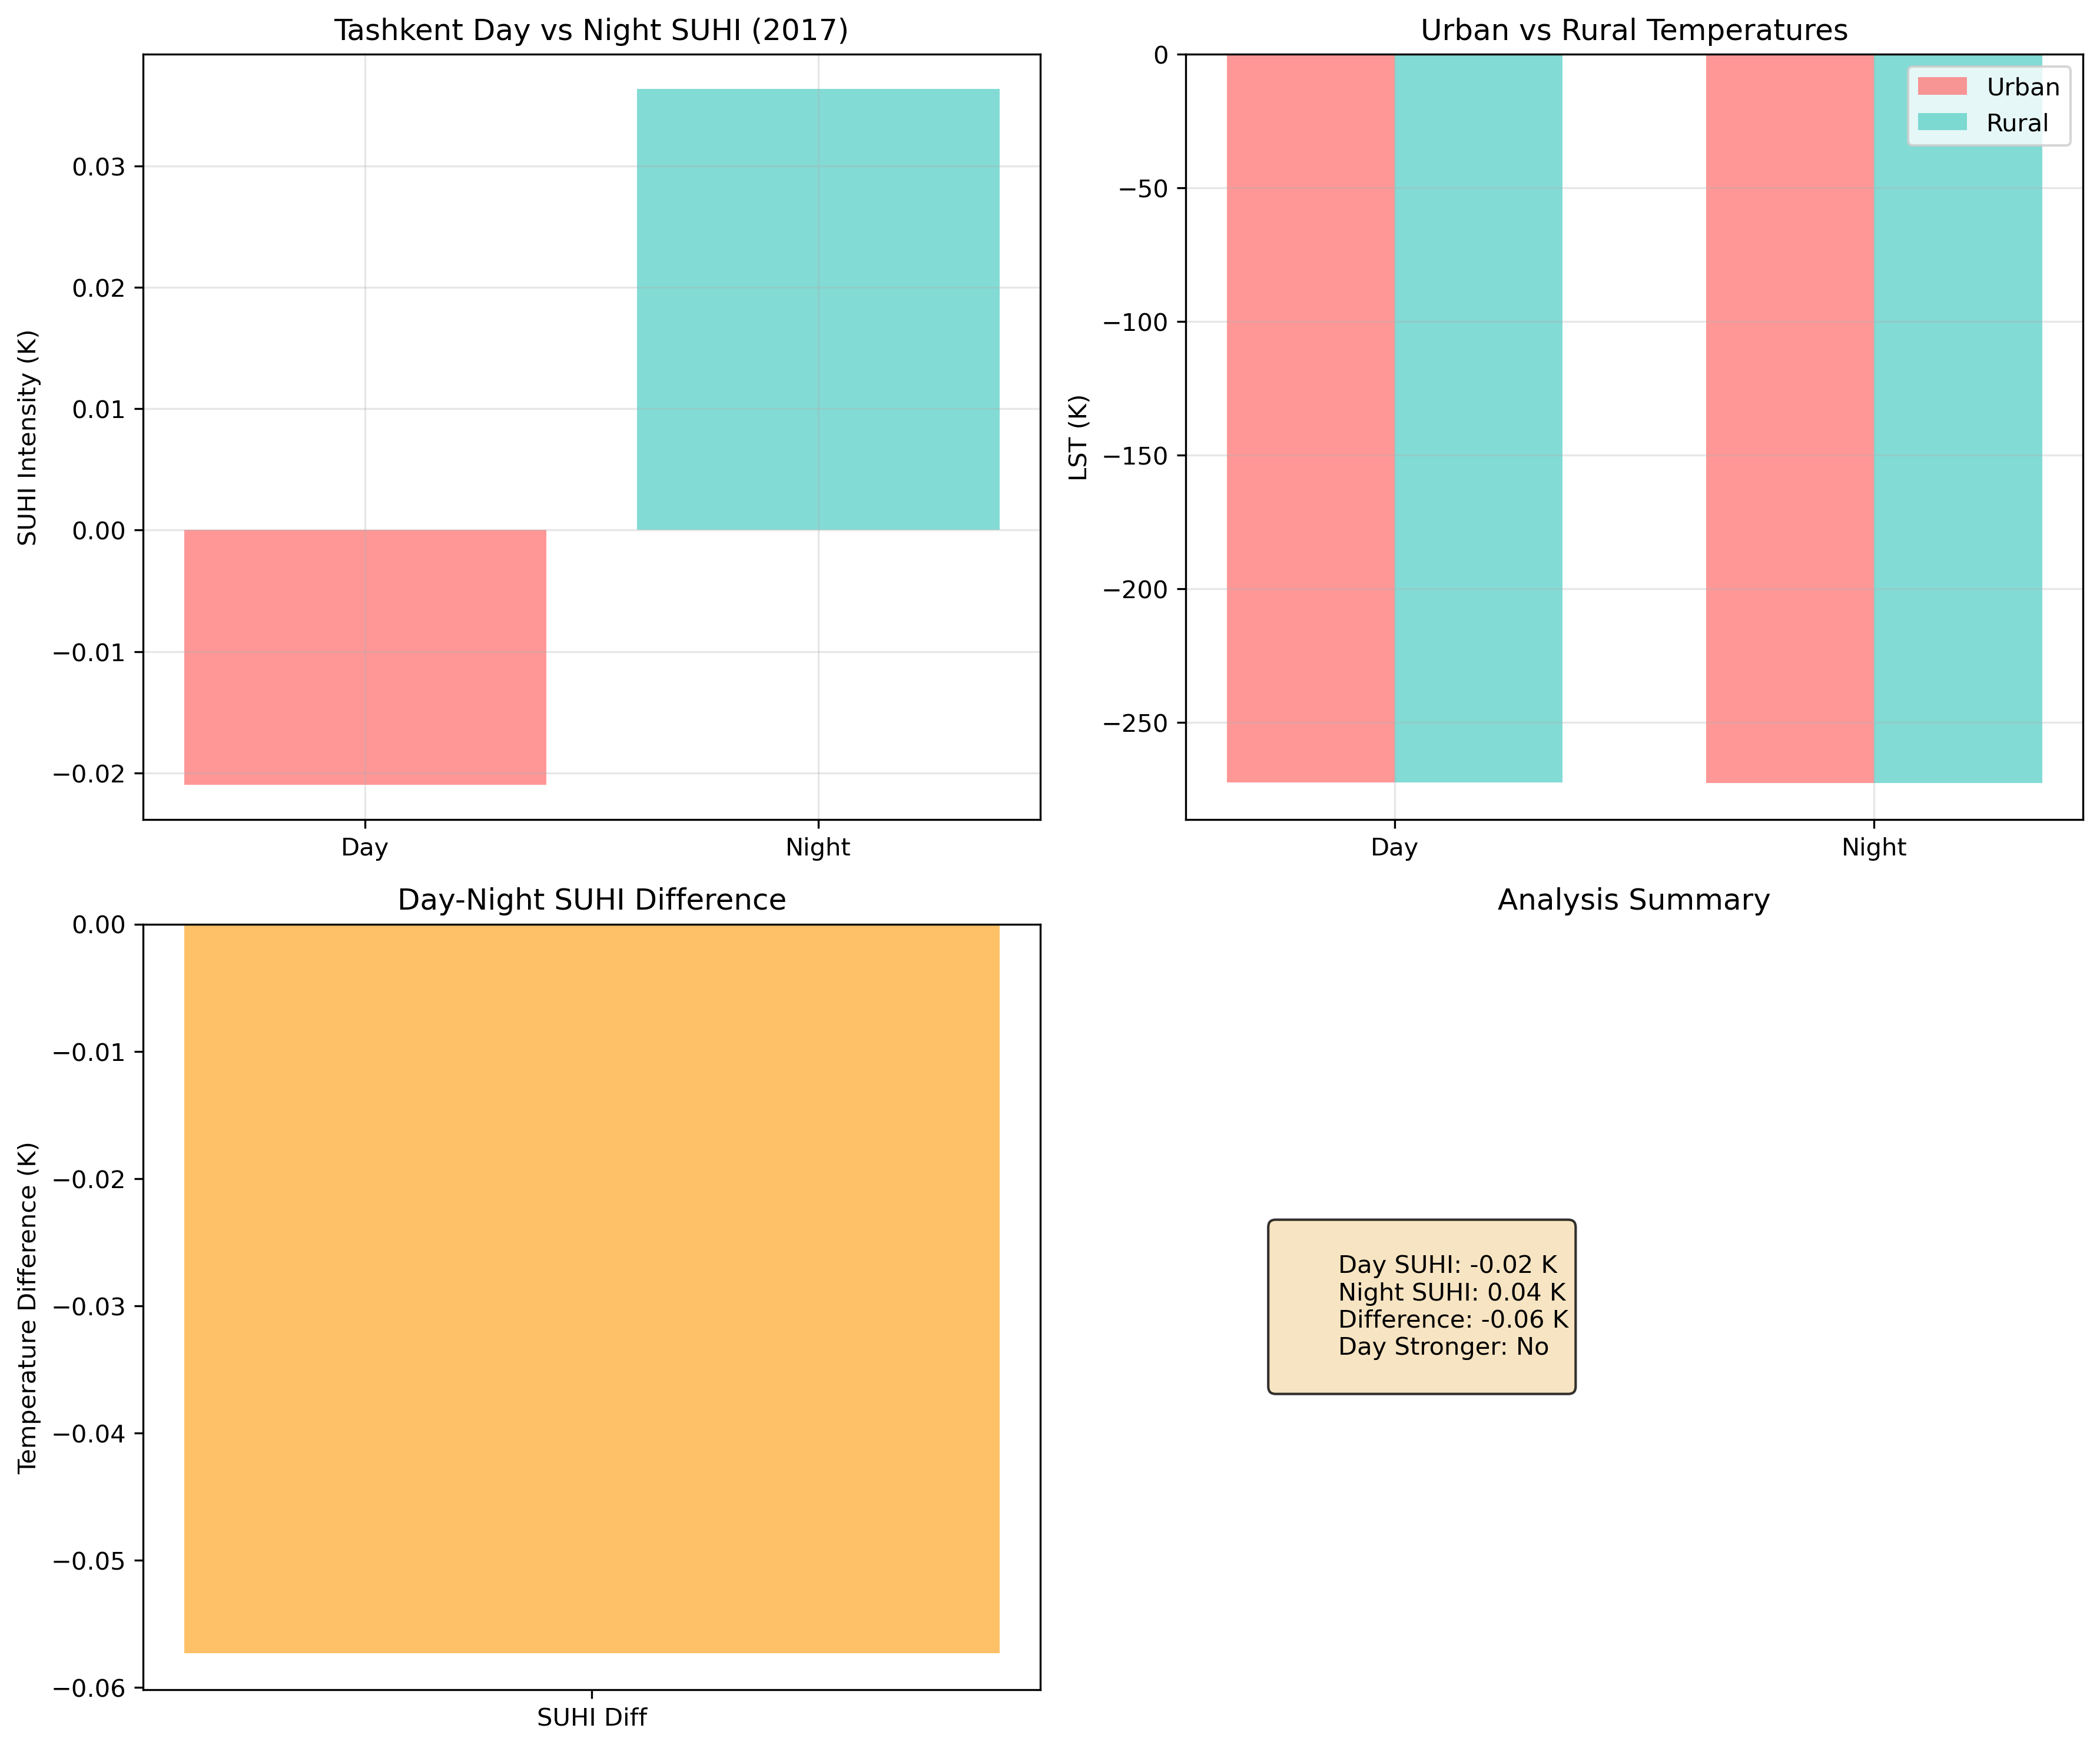 Tashkent Day vs Night SUHI (2017)
SUHI Intensity (K)
0.03
0.02
0.01
0.00
−0.01
−0.02
Day
Night
Urban vs Rural Temperatures
LST (K)
0
−50
−100
−150
−200
−250
Urban
Rural
Day
Night
Day-Night SUHI Difference
Temperature Difference (K)
0.00
−0.01
−0.02
−0.03
−0.04
−0.05
−0.06
SUHI Diff
Analysis Summary
Day SUHI: -0.02 K
Night SUHI: 0.04 K
Difference: -0.06 K
Day Stronger: No